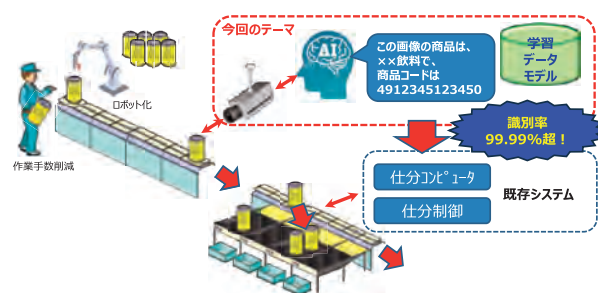 今回のテーマ
AI
この画像の商品は、
××飲料で、
商品コードは
4912345123450
学習
データ
モデル
ロボット化
作業手数削減
識別率
99.99%超！
仕分コンピュータ
仕分制御
既存システム